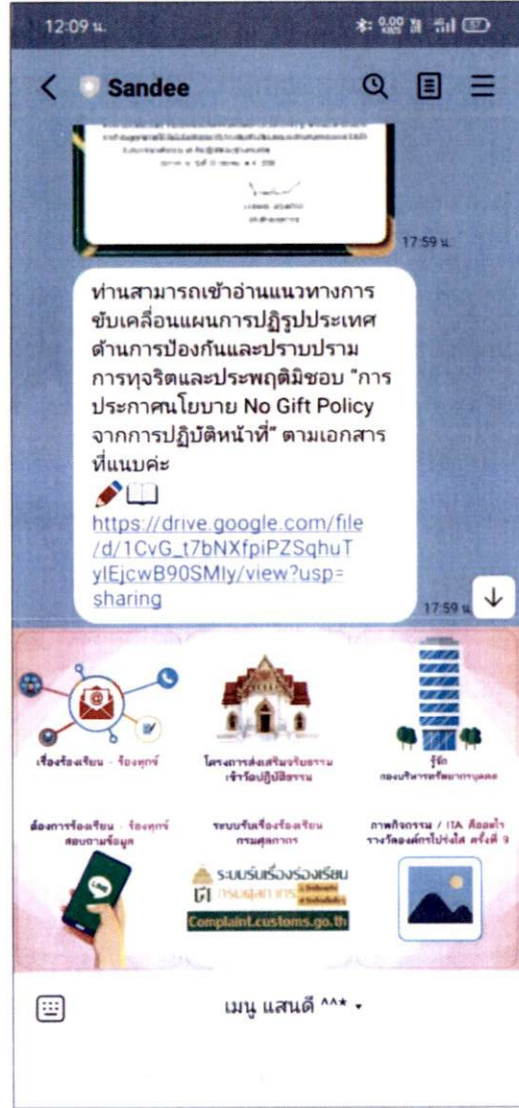 12:09 น.
0.00
KB/S
57
Sandee
17:59 น.
ท่านสามารถเข้าอ่านแนวทางการ
ขับเคลื่อนแผนการปฏิรูปประเทศ
ด้านการป้องกันและปราบปราม
การทุจริตและประพฤติมิชอบ "การ
ประกาศนโยบาย No Gift Policy
จากการปฏิบัติหน้าที่" ตามเอกสาร
ที่แนบค่ะ
https://drive.google.com/file
/d/1CvG_t7bNXfpiPZSqhuT
ylEjcwB90SMly/view?usp=
sharing
17:59 น.
เรื่องร้องเรียน - ร้องทุกข์
โครงการส่งเสริมจริยธรรม
เข้าวัดปฏิบัติธรรม
รู้จัก
กองบริหารทรัพยากรบุคคล
ต้องการร้องเรียน - ร้องทุกข์
สอบถามข้อมูล
ระบบรับเรื่องร้องเรียน
กรมศุลกากร
ภาพกิจกรรม / ITA คืออะไร
รางวัลองค์กรโปร่งใส ครั้งที่ 9
LINE
ระบบรับเรื่องร้องเรียน
กรมศุลกากร
Complaint.customs.go.th
เมนู แสนดี ^^*